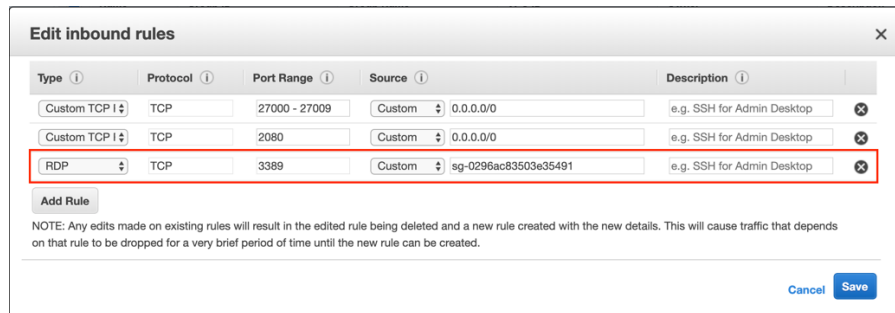 Edit inbound rules
Type Protocol Port Range Source Description
Custom TCP TCP 27000 - 27009 Custom 0.0.0.0/0 e.g. SSH for Admin Desktop
Custom TCP TCP 2080 Custom 0.0.0.0/0 e.g. SSH for Admin Desktop
RDP TCP 3389 Custom sg-0296ac83503e35491 e.g. SSH for Admin Desktop
Add Rule
NOTE: Any edits made on existing rules will result in the edited rule being deleted and a new rule created with the new details. This will cause traffic that depends
on that rule to be dropped for a very brief period of time until the new rule can be created.
Cancel Save